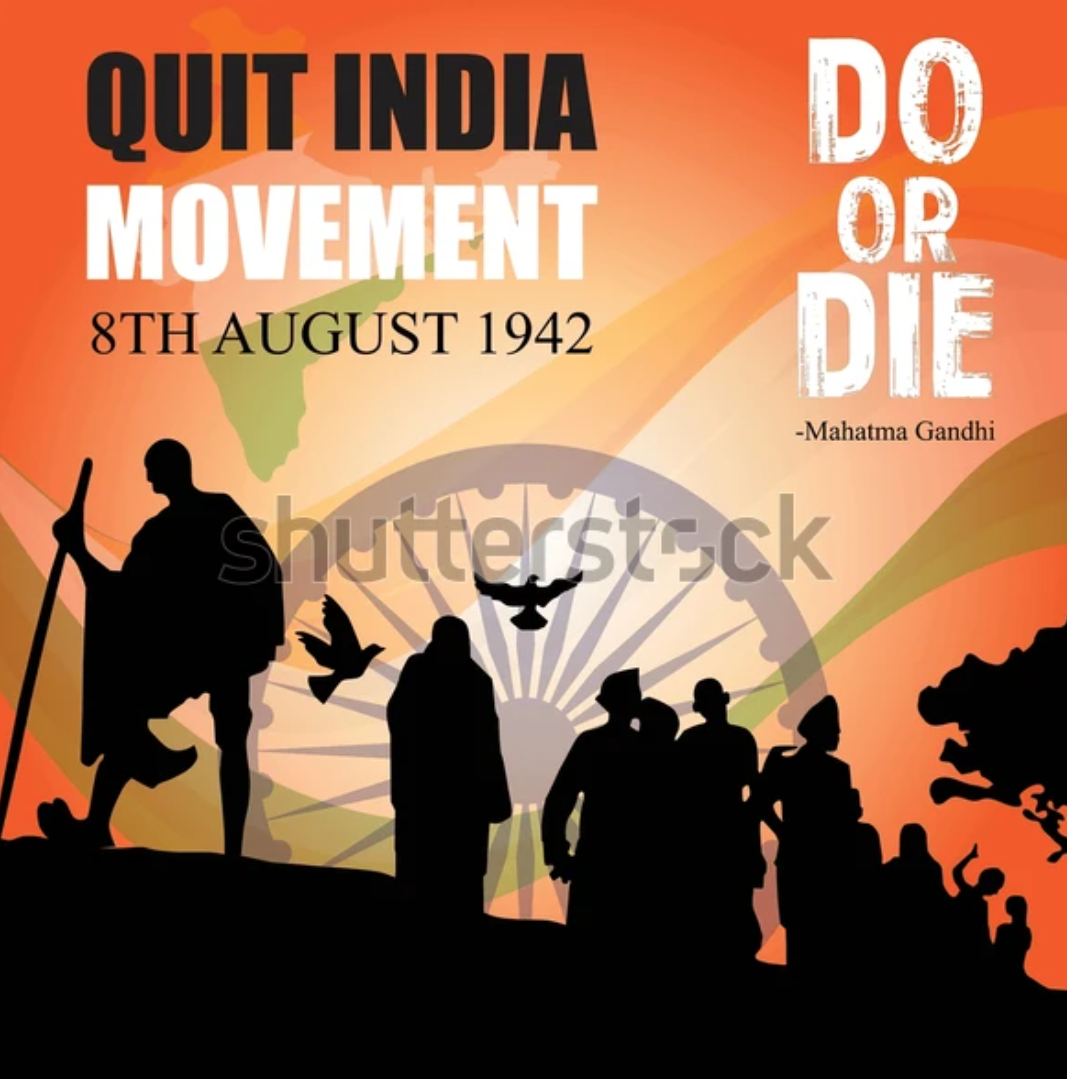 QUIT INDIA
MOVEMENT
8TH AUGUST 1942
DO
OR
DIE
-Mahatma Gandhi
shutterstock